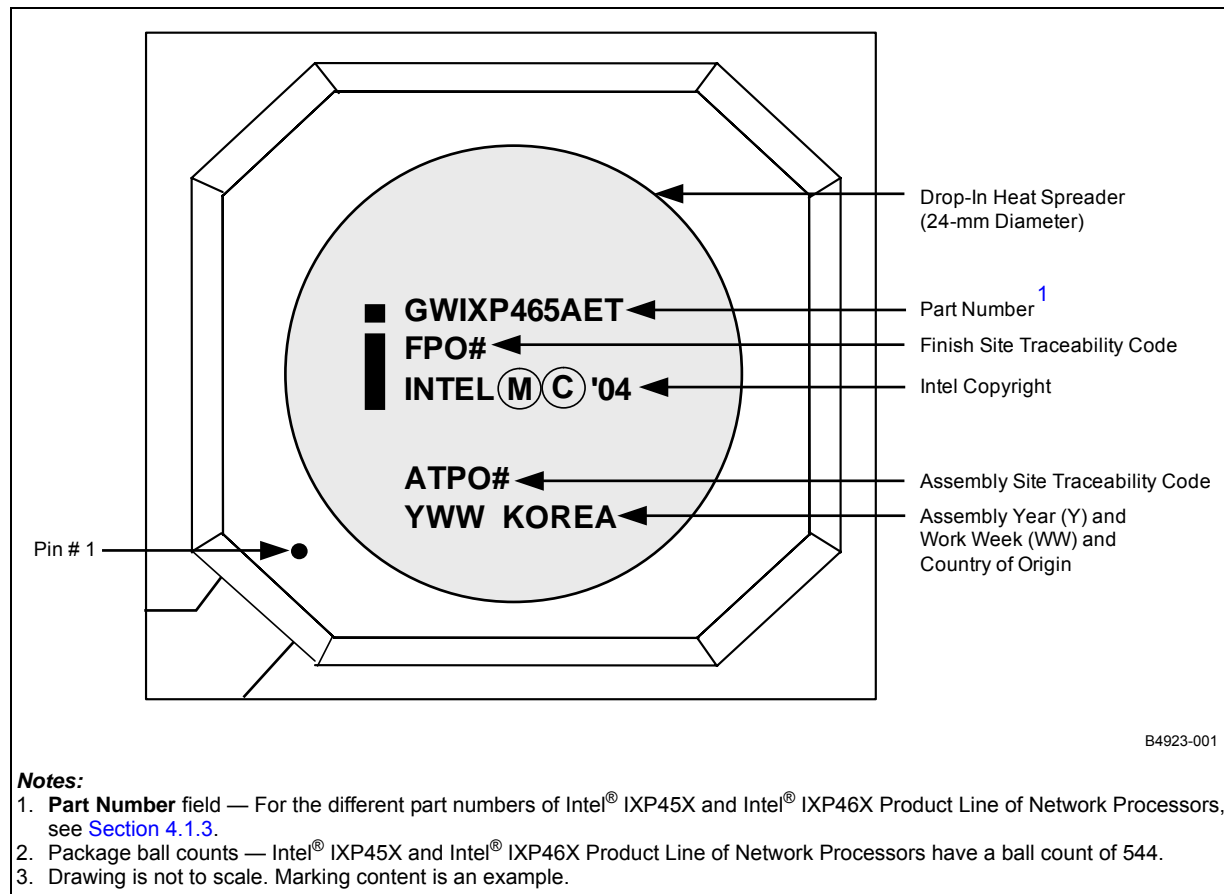 Drop-In Heat Spreader
(24-mm Diameter)
GWIXP465AET
Part Number 1
FPO#
Finish Site Traceability Code
INTEL M C '04
Intel Copyright
ATPO#
Assembly Site Traceability Code
YWW KOREA
Assembly Year (Y) and
Work Week (WW) and
Country of Origin
Pin # 1
B4923-001
Notes:
1. Part Number field — For the different part numbers of Intel® IXP45X and Intel® IXP46X Product Line of Network Processors,
see Section 4.1.3.
2. Package ball counts — Intel® IXP45X and Intel® IXP46X Product Line of Network Processors have a ball count of 544.
3. Drawing is not to scale. Marking content is an example.